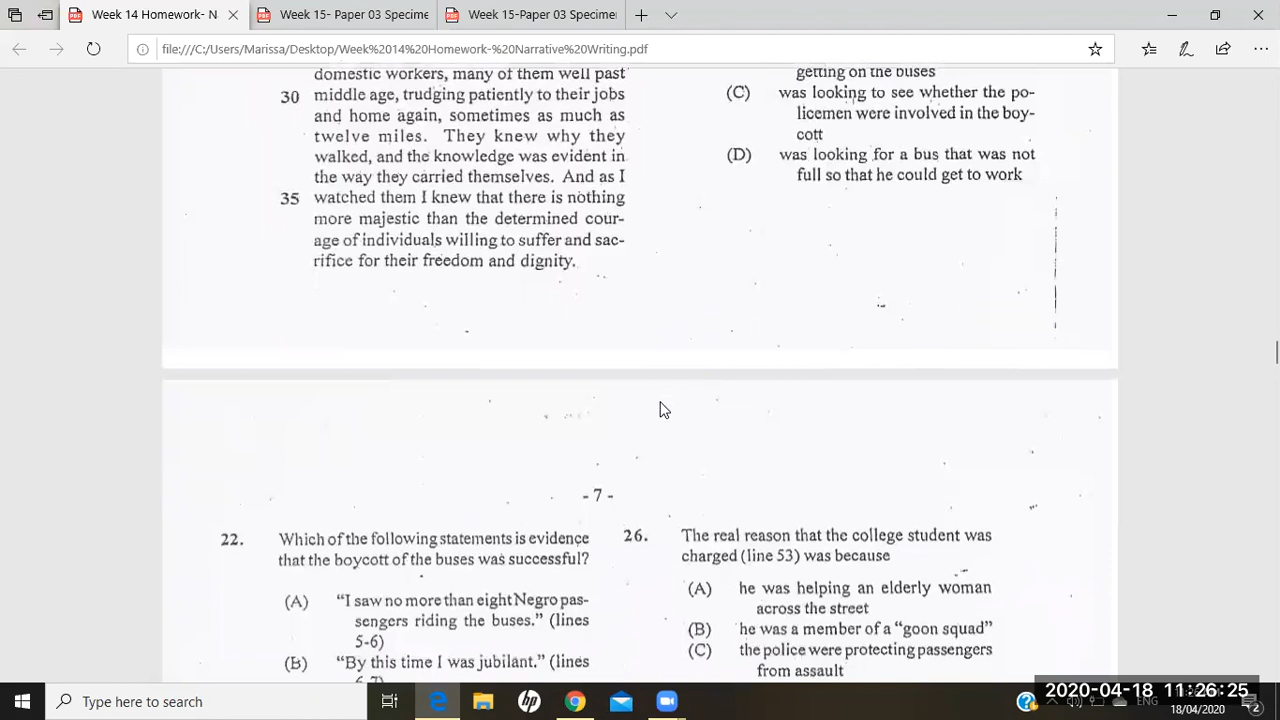 Week 14 Homework- N
Week 15- Paper 03 Specime
Week 15-Paper 03 Specime
file:///C:/Users/Marissa/Desktop/Week%2014%20Homework-%20Narrative%20Writing.pdf
domestic workers, many of them well past
30 middle age, trudging patiently to their jobs
and home again, sometimes as much as
twelve miles. They knew why they
walked, and the knowledge was evident in
the way they carried themselves. And as I
35 watched them I knew that there is nothing
more majestic than the determined cour-
age of individuals willing to suffer and sac-
rifice for their freedom and dignity.
getting on the buses
(C) was looking to see whether the po-
licemen were involved in the boy-
cott
(D) was looking for a bus that was not
full so that he could get to work
- 7 -
22. Which of the following statements is evidence
that the boycott of the buses was successful?
(A) "I saw no more than eight Negro pas-
sengers riding the buses." (lines
5-6)
(B) "By this time I was jubilant." (lines
6-7)
26. The real reason that the college student was
charged (line 53) was because
(A) he was helping an elderly woman
across the street
(B) he was a member of a "goon squad"
(C) the police were protecting passengers
from assault
Type here to search
2020-04-18 11:26:25
ENG
18/04/2020